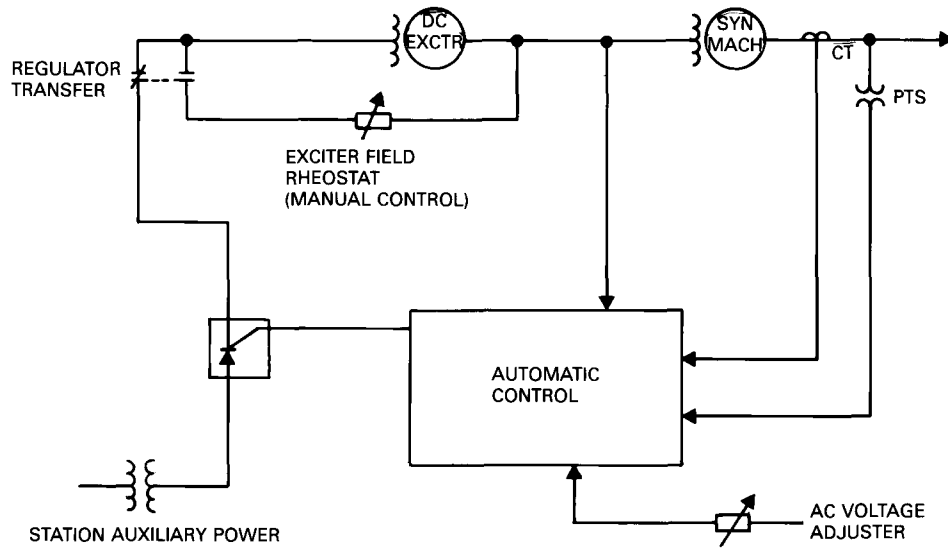 DC
EXCTR
SYN
MACH
CT
REGULATOR
TRANSFER
PTS
EXCITER FIELD
RHEOSTAT
(MANUAL CONTROL)
AUTOMATIC
CONTROL
STATION AUXILIARY POWER
AC VOLTAGE
ADJUSTER